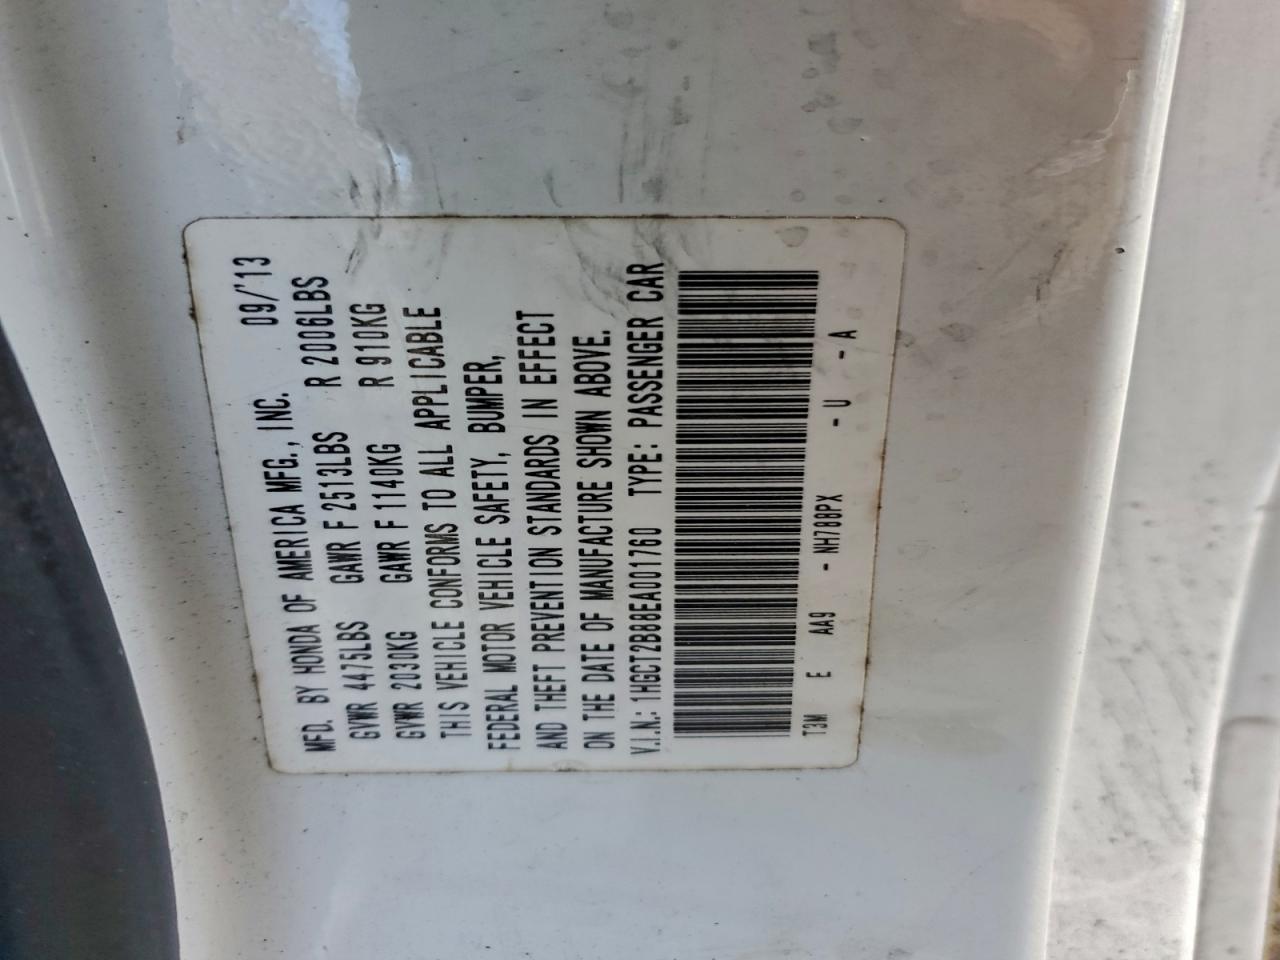 MFD. BY HONDA OF AMERICA MFG., INC. 09/'13
GVWR 4473LBS GAWR F 2513LBS R 2006LBS
GVWR 2030KG GAWR F 1140KG R 910KG
THIS VEHICLE CONFORMS TO ALL APPLICABLE
FEDERAL MOTOR VEHICLE SAFETY, BUMPER,
AND THEFT PREVENTION STANDARDS IN EFFECT
ON THE DATE OF MANUFACTURE SHOWN ABOVE.
V.I.N.: 1HGCT2B88EA001760 TYPE: PASSENGER CAR
T3M E AA9 - NH788PX - U - A